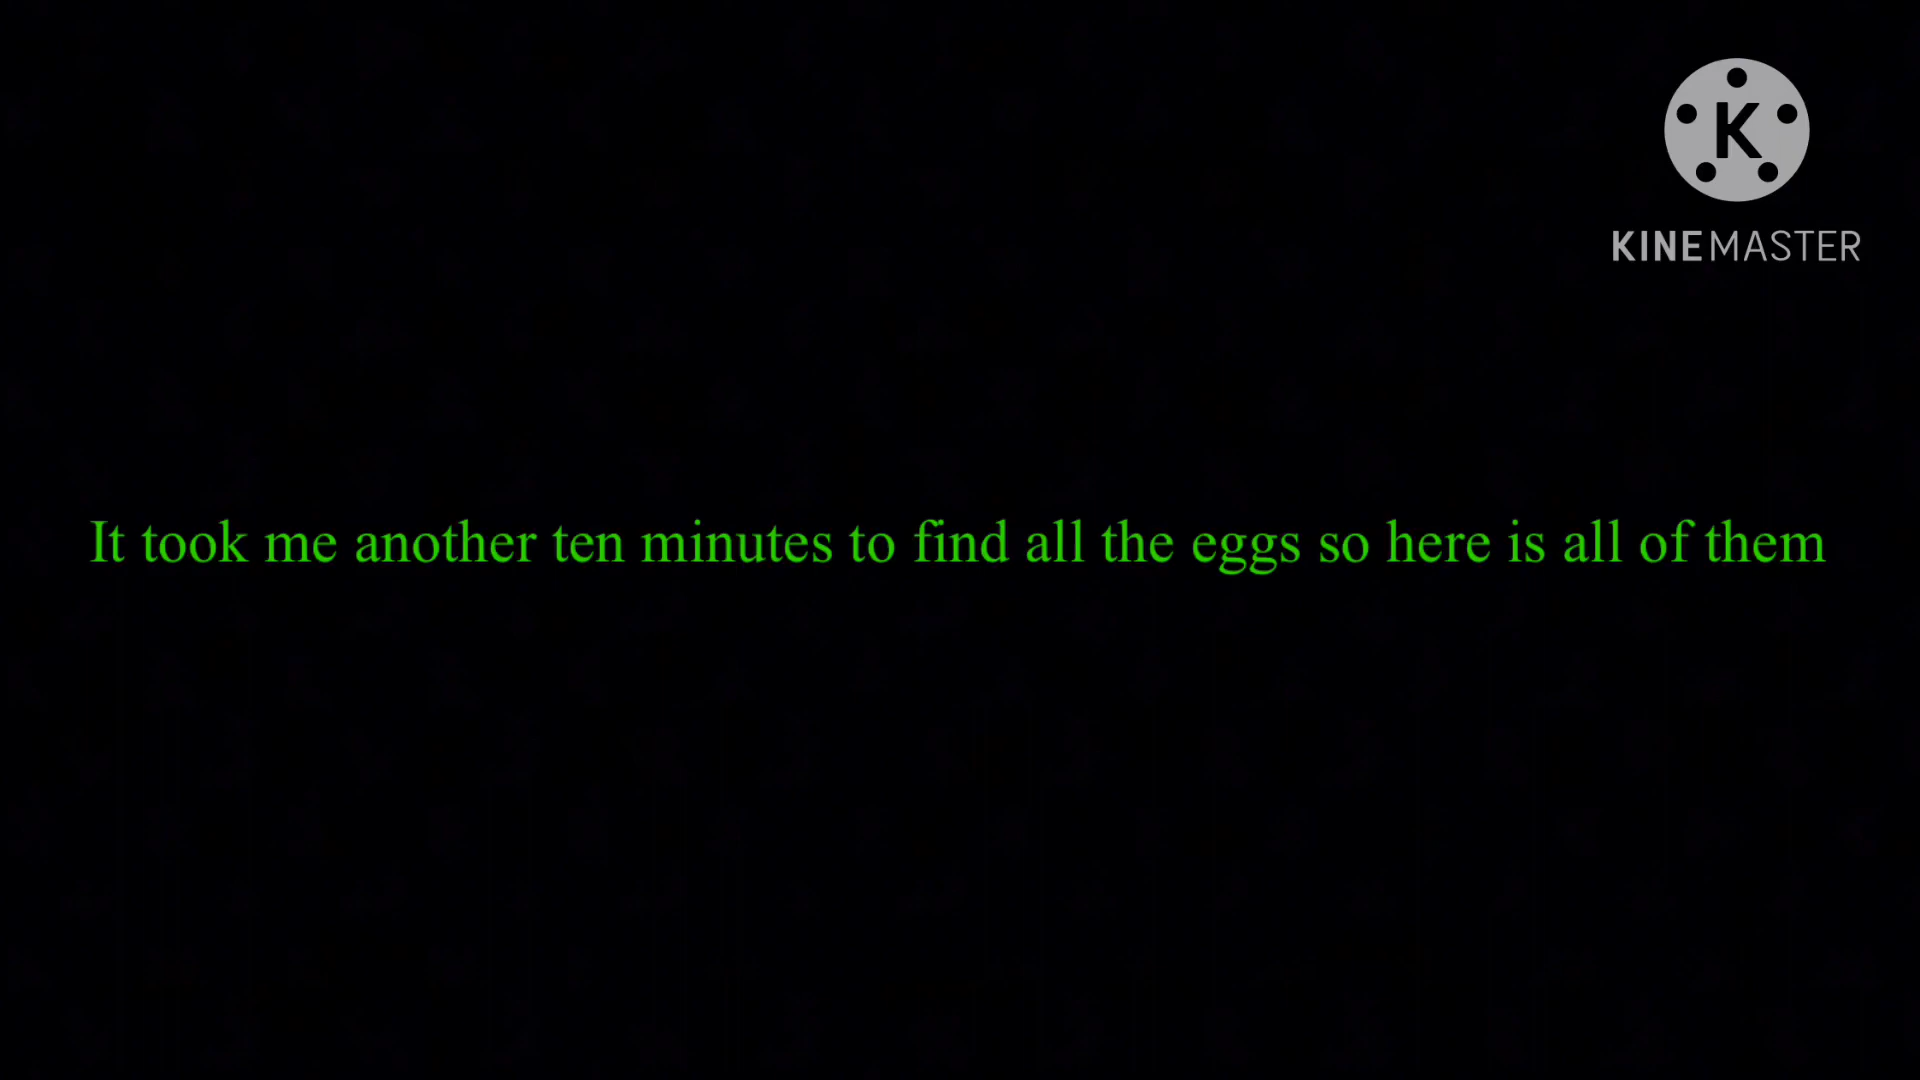 K
KINEMASTER
It took me another ten minutes to find all the eggs so here is all of them